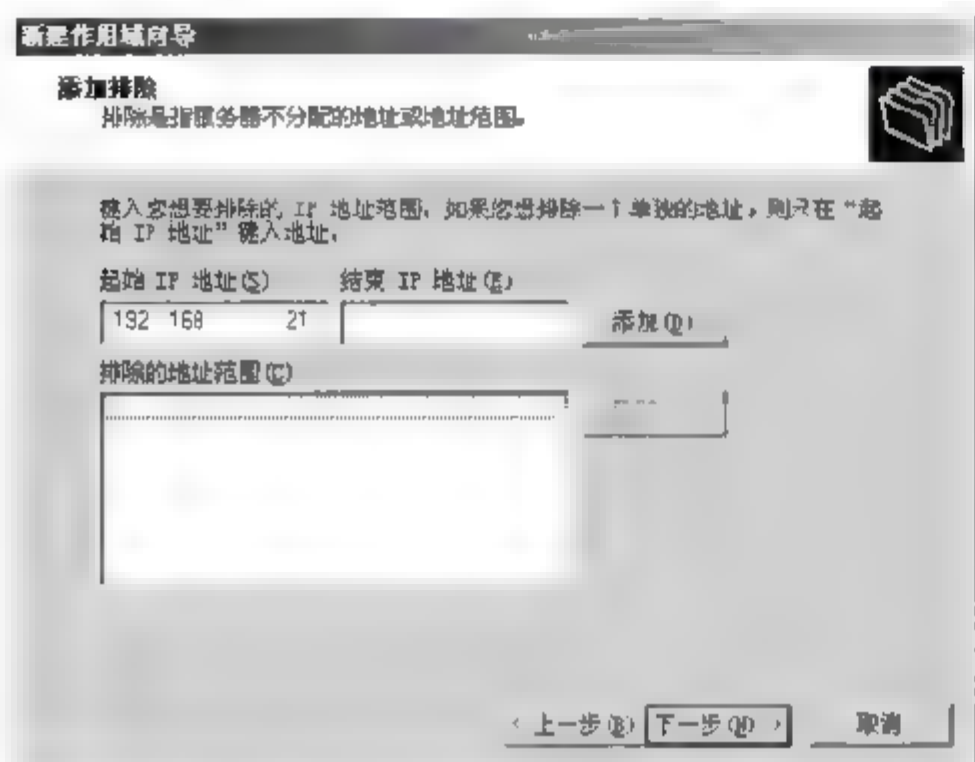 新建作用域向导
添加排除
排除是指服务器不分配的地址或地址范围。
键入您想要排除的 IP 地址范围。如果您想排除一个单独的地址，则只在“起
始 IP 地址”键入地址。
起始 IP 地址(S) 结束 IP 地址(E)
192 168 21 添加(D)
排除的地址范围(C)
< 上一步(B) 下一步(N) > 取消